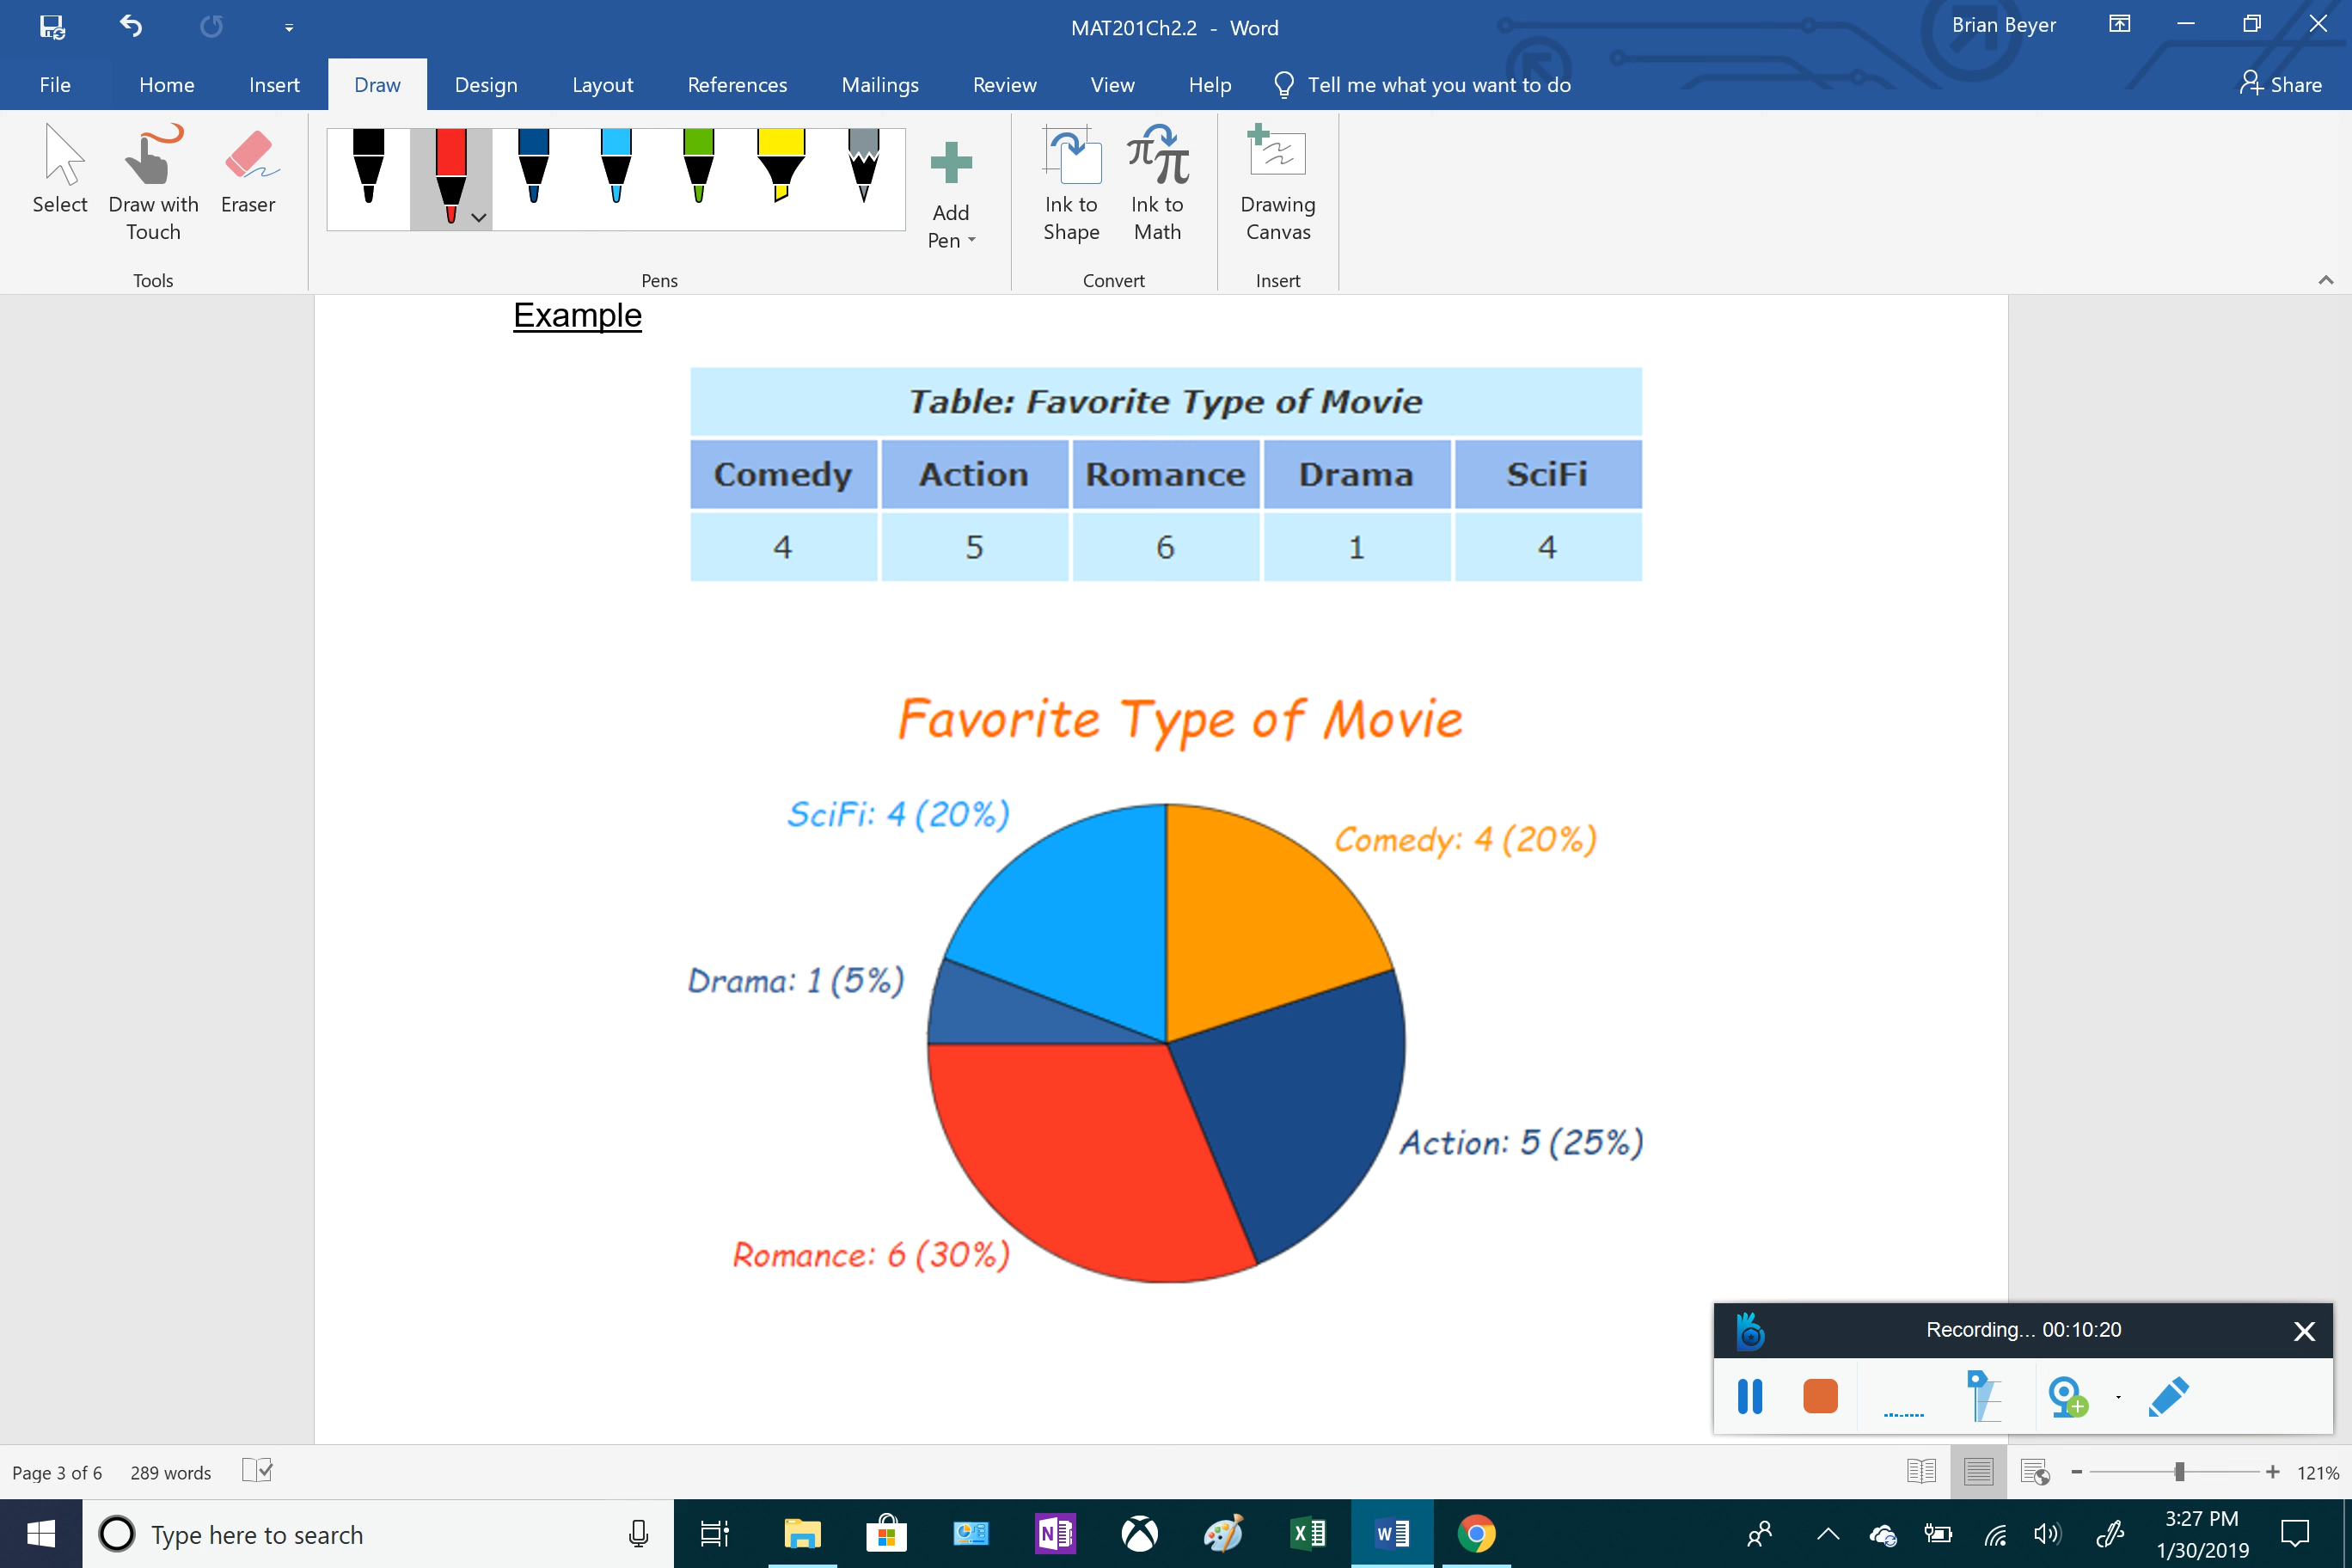 MAT201Ch2.2 - Word
Brian Beyer
File Home Insert Draw Design Layout References Mailings Review View Help Tell me what you want to do Share
Select
Draw with
Touch
Eraser
Tools
Pens
Add
Pen
Ink to
Shape
Ink to
Math
Convert
Drawing
Canvas
Insert
Example
Table: Favorite Type of Movie
Comedy Action Romance Drama SciFi
4 5 6 1 4
Favorite Type of Movie
SciFi: 4 (20%)
Comedy: 4 (20%)
Drama: 1 (5%)
Action: 5 (25%)
Romance: 6 (30%)
Recording... 00:10:20
Page 3 of 6 289 words
121%
Type here to search
3:27 PM
1/30/2019